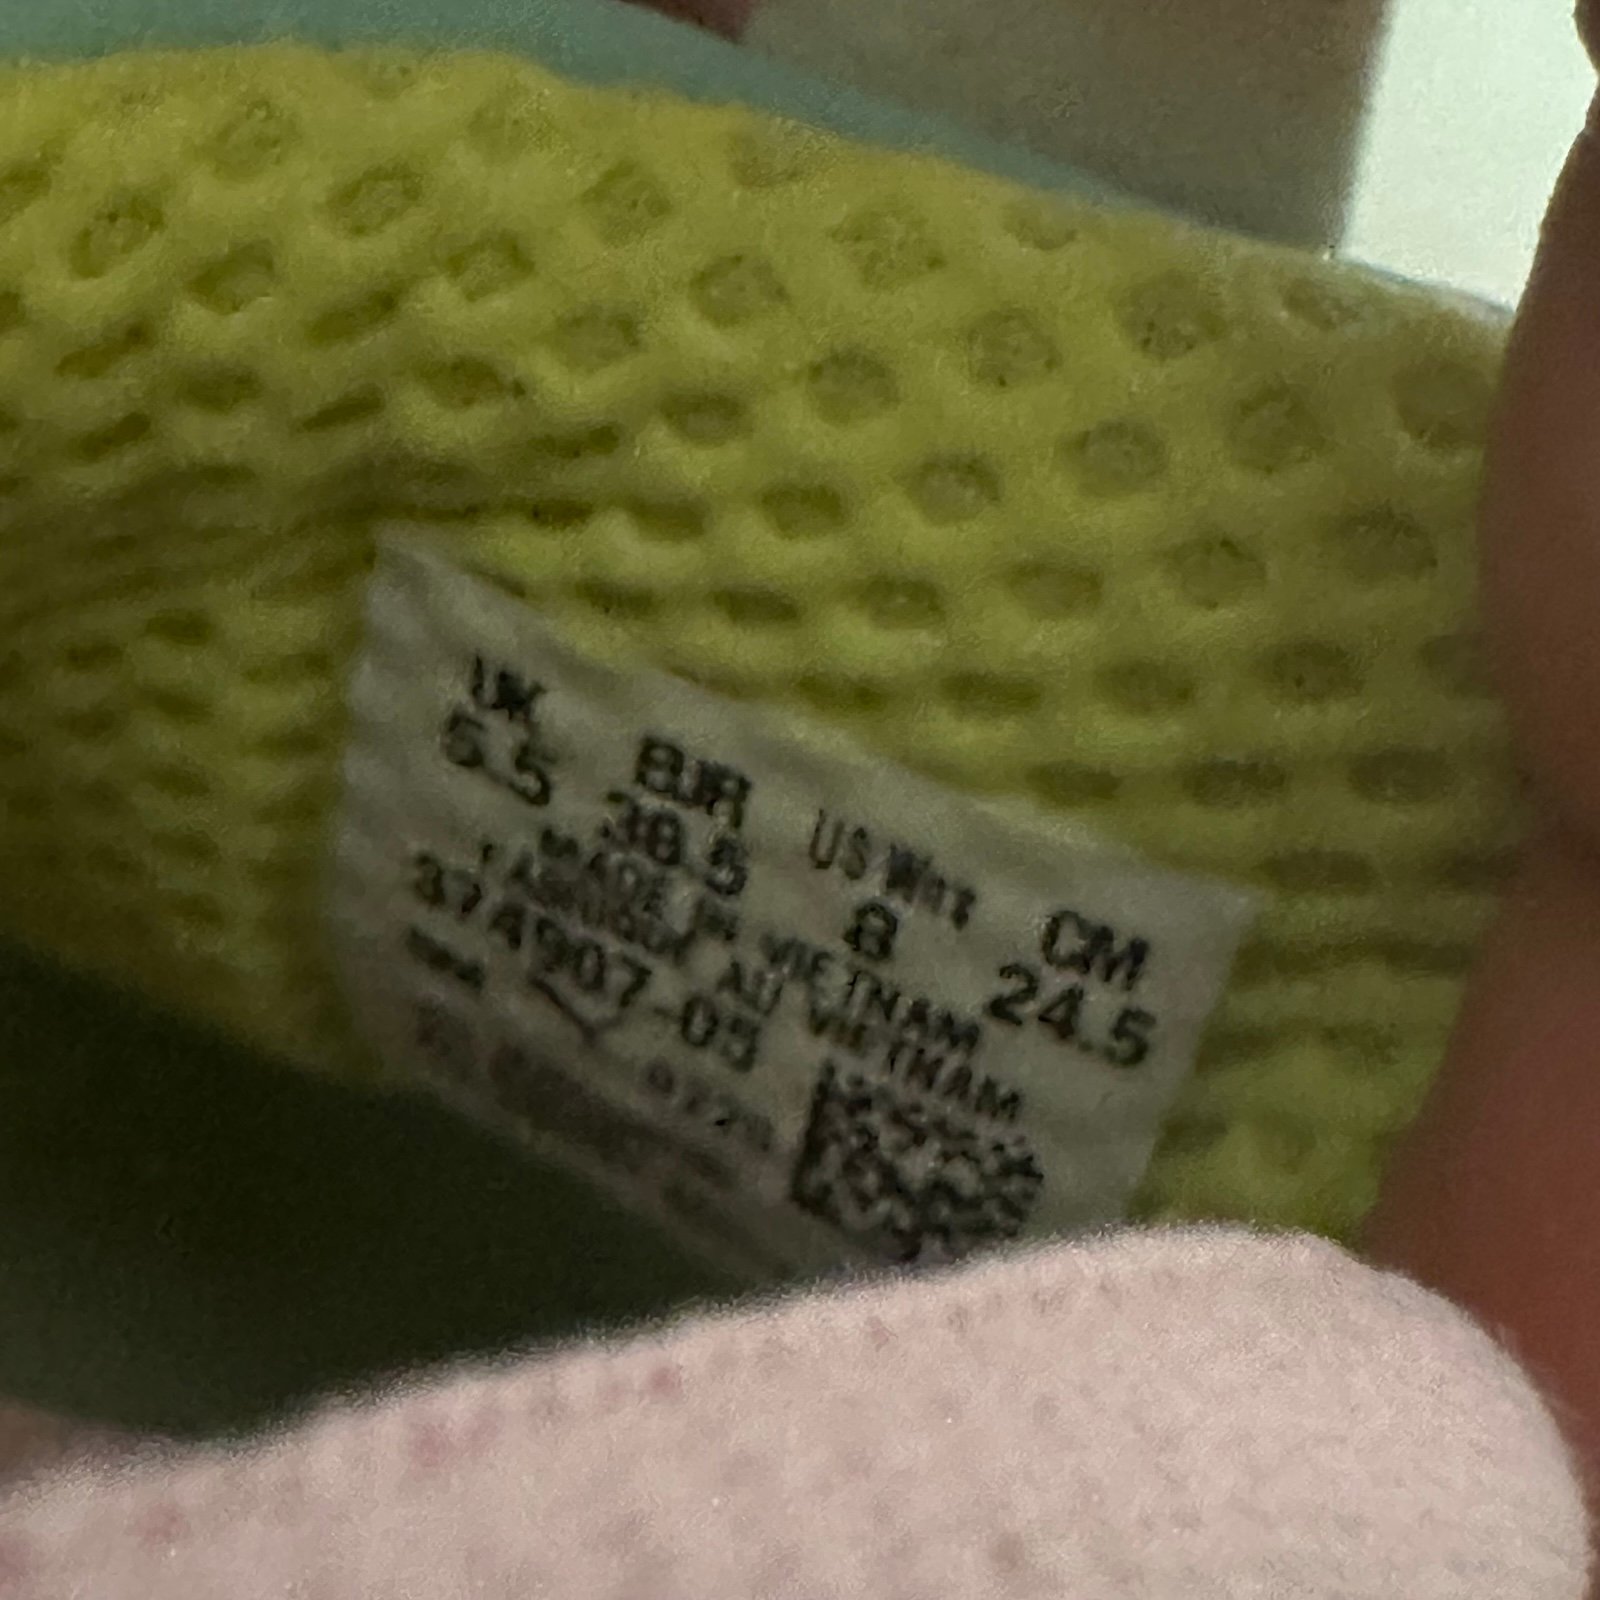 UK EUR US Wns CM
5.5 38.5 8 24.5
MADE IN VIETNAM
FABRIQUÉ AU VIETNAM
374907-05